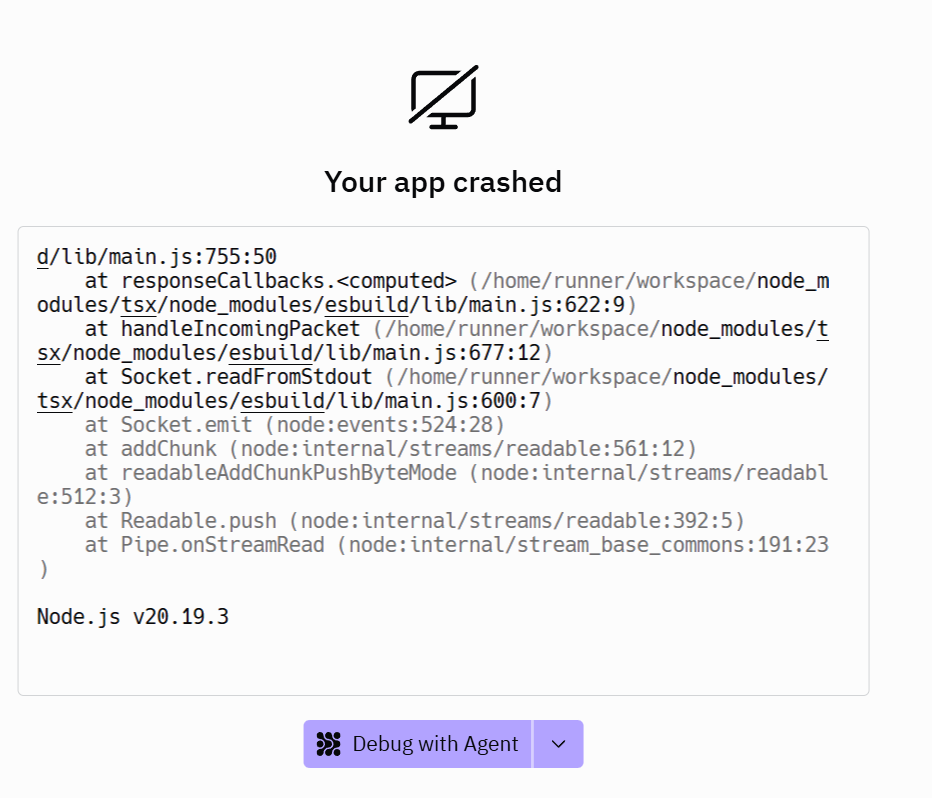 Your app crashed
d/lib/main.js:755:50
    at responseCallbacks.<computed> (/home/runner/workspace/node_m
odules/tsx/node_modules/esbuild/lib/main.js:622:9)
    at handleIncomingPacket (/home/runner/workspace/node_modules/t
sx/node_modules/esbuild/lib/main.js:677:12)
    at Socket.readFromStdout (/home/runner/workspace/node_modules/
tsx/node_modules/esbuild/lib/main.js:600:7)
    at Socket.emit (node:events:524:28)
    at addChunk (node:internal/streams/readable:561:12)
    at readableAddChunkPushByteMode (node:internal/streams/readabl
e:512:3)
    at Readable.push (node:internal/streams/readable:392:5)
    at Pipe.onStreamRead (node:internal/stream_base_commons:191:23
)
Node.js v20.19.3
Debug with Agent